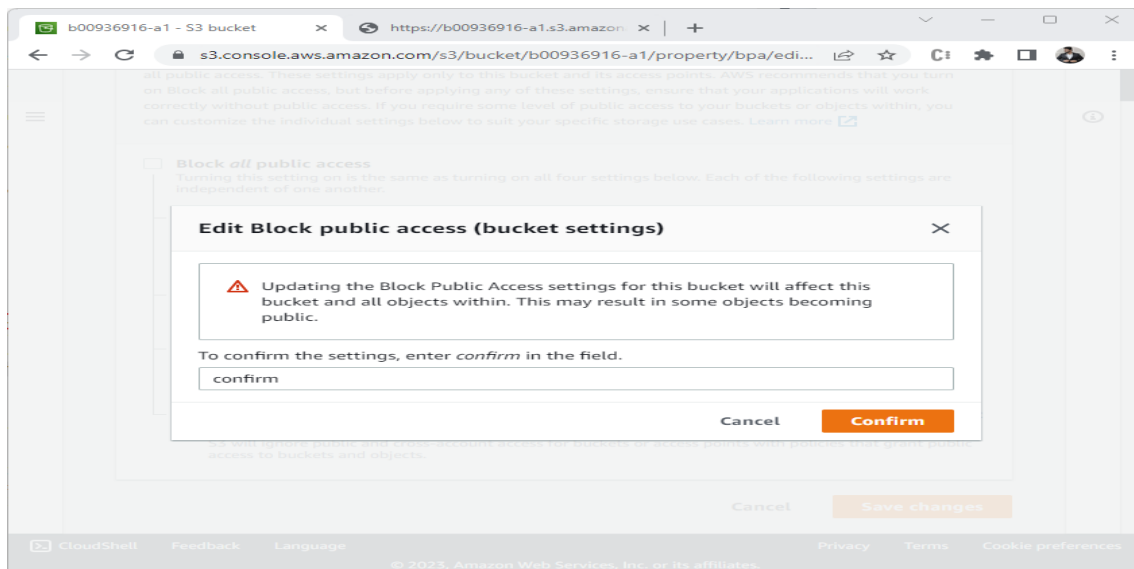 b00936916-a1 - S3 bucket
https://b00936916-a1.s3.amazon
s3.console.aws.amazon.com/s3/bucket/b00936916-a1/property/bpa/edi...
all public access. These settings apply only to this bucket and its access points. AWS recommends that you turn
on Block all public access, but before applying any of these settings, ensure that your applications will work
correctly without public access. If you require some level of public access to your buckets or objects within, you
can customize the individual settings below to suit your specific storage use cases. Learn more
Block all public access
Turning this setting on is the same as turning on all four settings below. Each of the following settings are
independent of one another.
Edit Block public access (bucket settings)
Updating the Block Public Access settings for this bucket will affect this
bucket and all objects within. This may result in some objects becoming
public.
To confirm the settings, enter confirm in the field.
confirm
Cancel Confirm
S3 will ignore public and cross-account access for buckets or access points with policies that grant public
access to buckets and objects.
Cancel Save changes
CloudShell Feedback Language Privacy Terms Cookie preferences
© 2023, Amazon Web Services, Inc. or its affiliates.